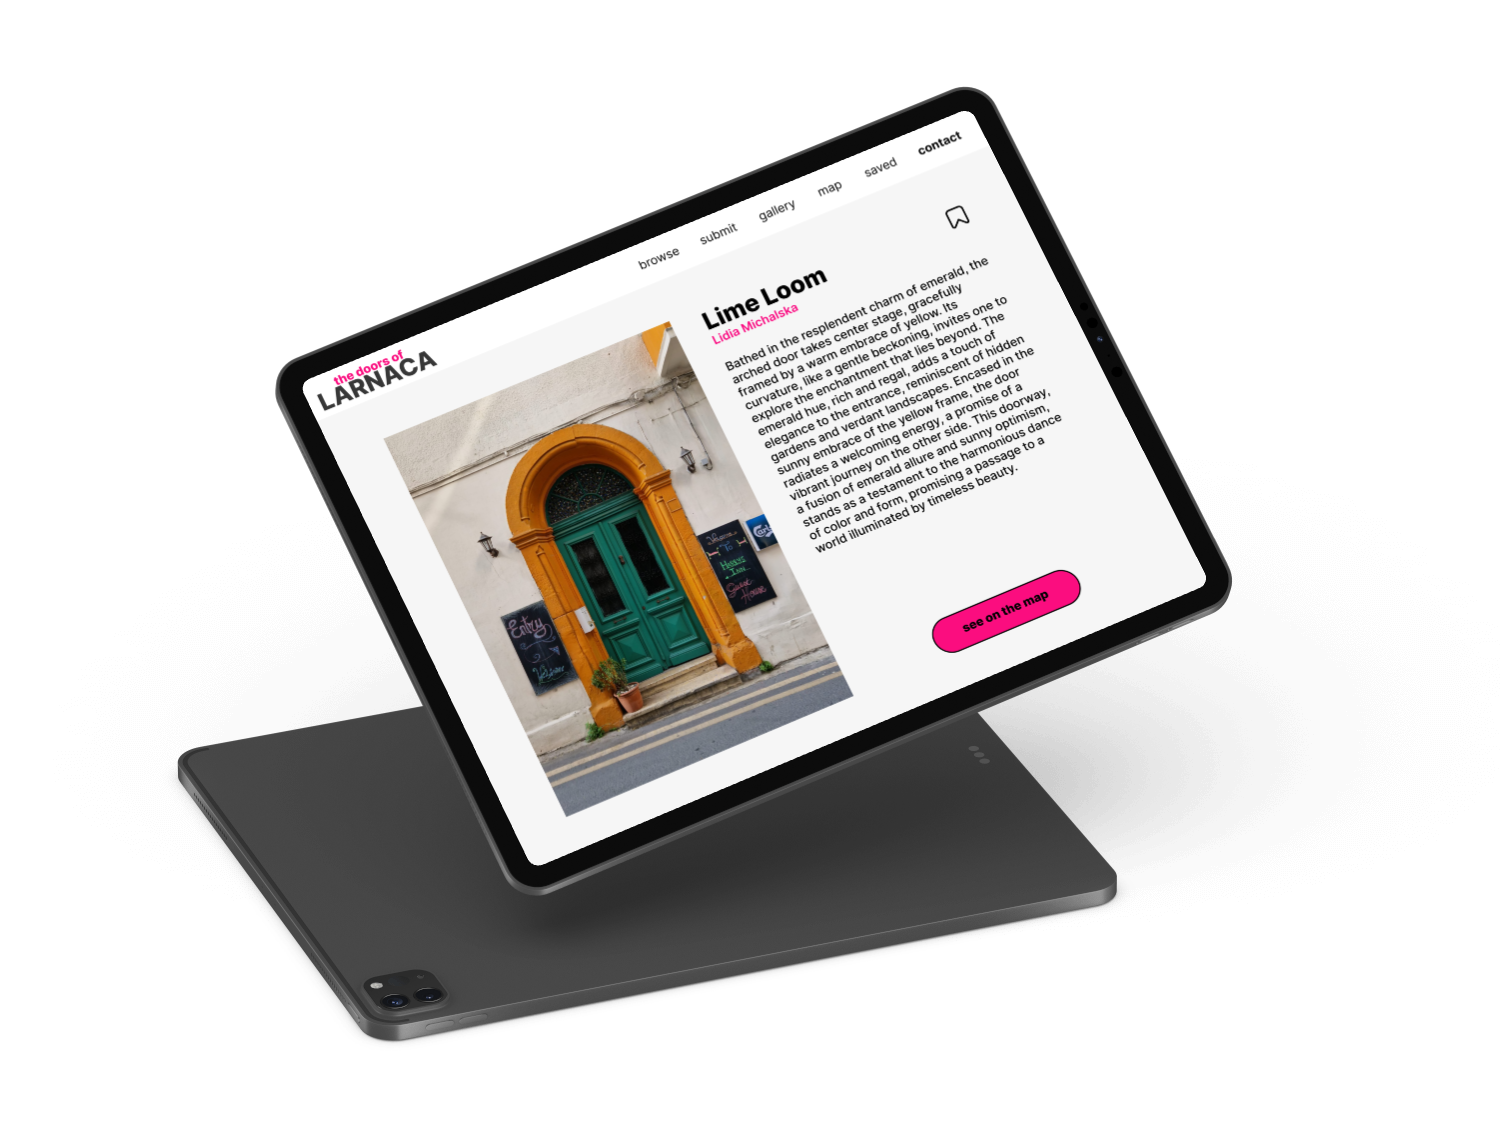 the doors of
LARNACA
browse
submit
gallery
map
saved
contact
Lime Loom
Lidia Michalska
Bathed in the resplendent charm of emerald, the
arched door takes center stage, gracefully
framed by a warm embrace of yellow. Its
curvature, like a gentle beckoning, invites one to
explore the enchantment that lies beyond. The
emerald hue, rich and regal, adds a touch of
elegance to the entrance, reminiscent of hidden
gardens and verdant landscapes. Encased in the
sunny embrace of the yellow frame, the door
radiates a welcoming energy, a promise of a
vibrant journey on the other side. This doorway,
a fusion of emerald allure and sunny optimism,
stands as a testament to the harmonious dance
of color and form, promising a passage to a
world illuminated by timeless beauty.
see on the map
Entry
Welcome
To
Inn
Guest
House